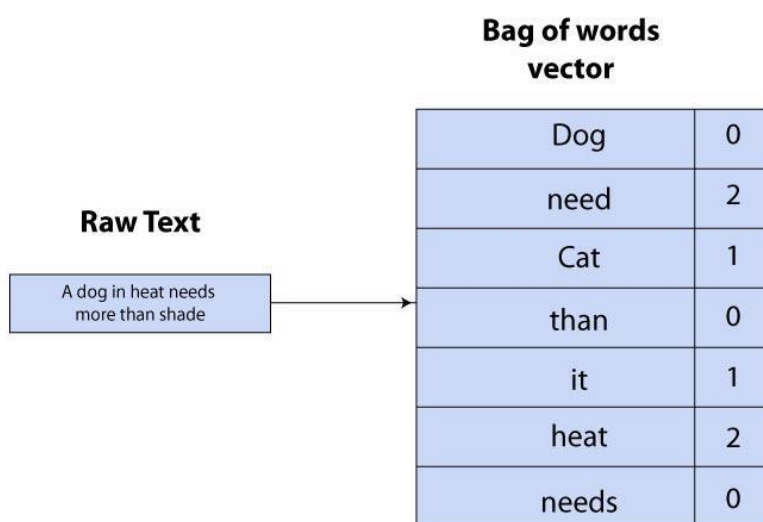 Bag of words
vector
Raw Text
A dog in heat needs
more than shade
Dog 0
need 2
Cat 1
than 0
it 1
heat 2
needs 0